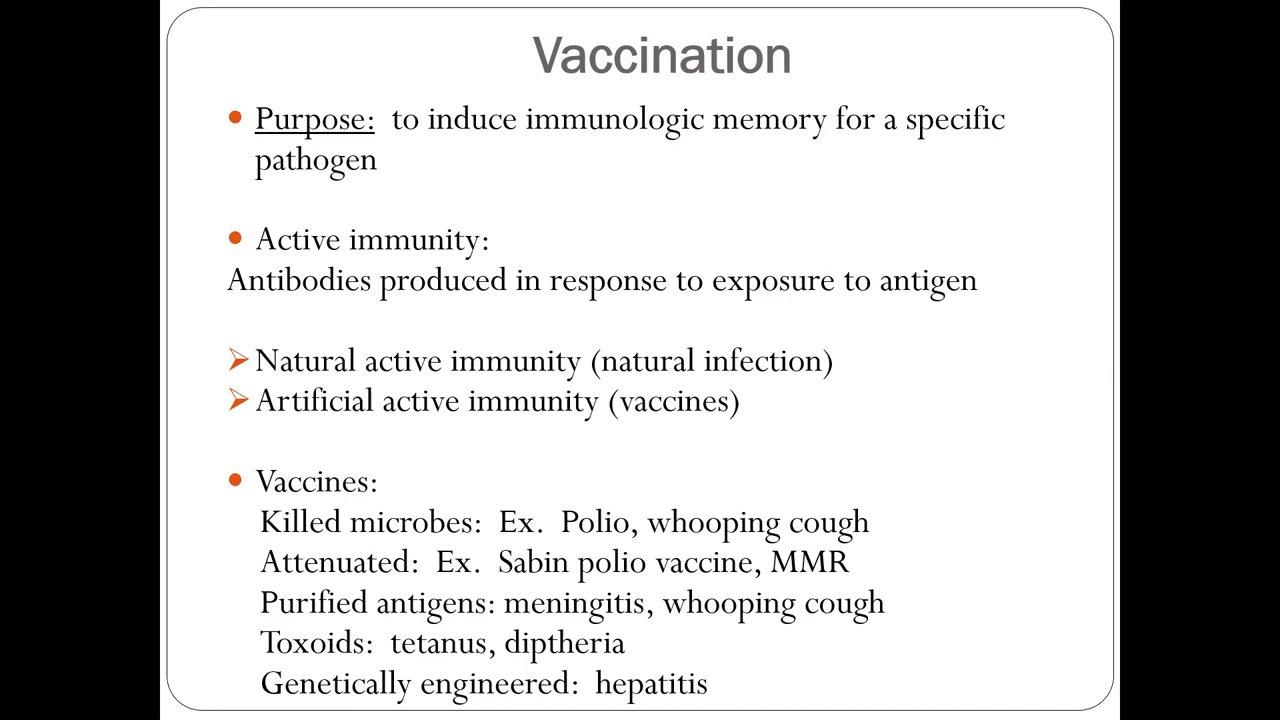 Vaccination
• Purpose:  to induce immunologic memory for a specific
pathogen
• Active immunity:
Antibodies produced in response to exposure to antigen
➢ Natural active immunity (natural infection)
➢ Artificial active immunity (vaccines)
• Vaccines:
Killed microbes:  Ex.  Polio, whooping cough
Attenuated:  Ex.  Sabin polio vaccine, MMR
Purified antigens: meningitis, whooping cough
Toxoids:  tetanus, diptheria
Genetically engineered:  hepatitis